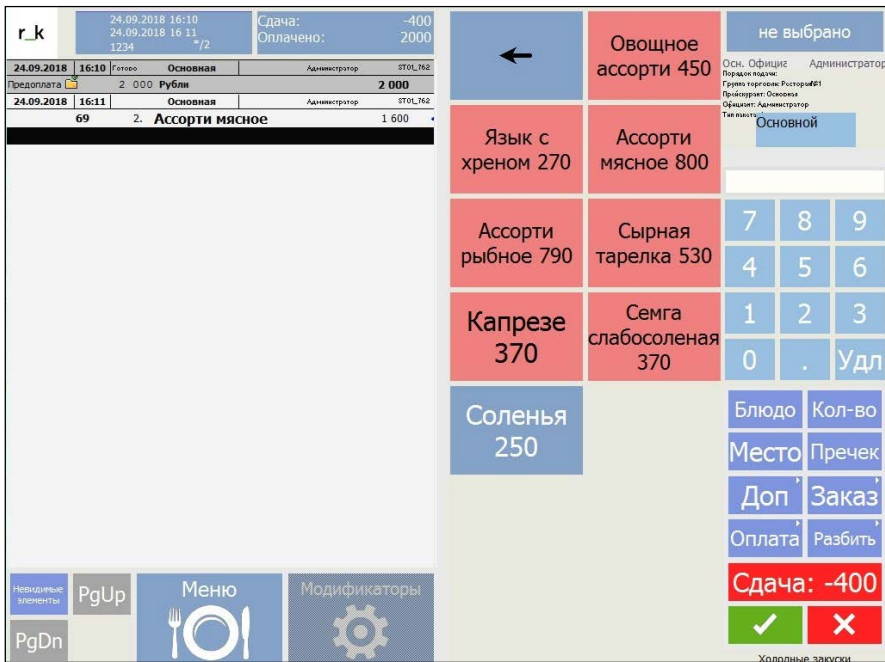 r_k
24.09.2018 16:10
24.09.2018 16 11
1234 */2
Сдача: -400
Оплачено: 2000
24.09.2018 16:10 Готово Основная Администратор ST01_762
Предоплата 2 000 Рубли 2 000
24.09.2018 16:11 Основная Администратор ST01_762
69 2. Ассорти мясное 1 600
Овощное
ассорти 450
Язык с
хреном 270
Ассорти
мясное 800
Ассорти
рыбное 790
Сырная
тарелка 530
Капрезе
370
Семга
слабосоленая
370
Соленья
250
не выбрано
Осн. Официа Администратор
Порядок подачи:
Группа торговли: Ресторан№1
Прейскурант: Основная
Официант: Администратор
Тип
Основной
7 8 9
4 5 6
1 2 3
0 . Удл
Блюдо Кол-во
Место Пречек
Доп Заказ
Оплата Разбить
Сдача: -400
Холодные закуски
Невидимые
элементы
PgUp
PgDn
Меню
Модификаторы